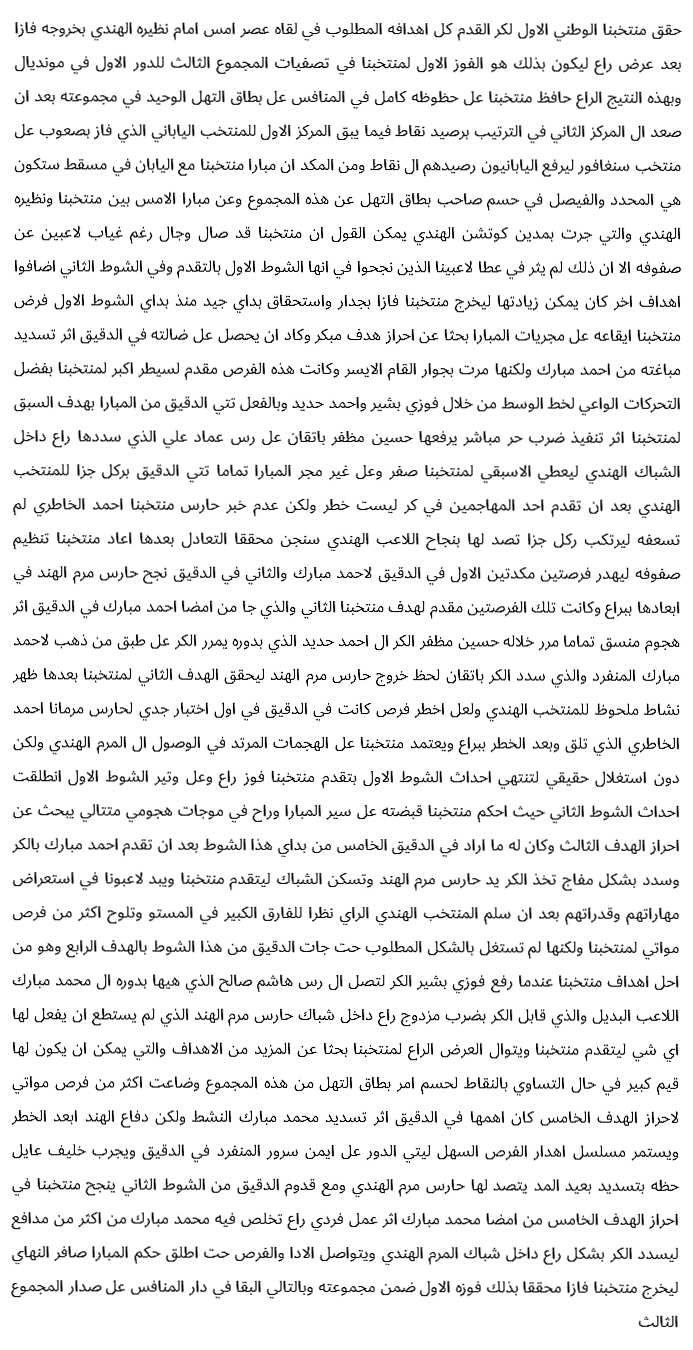 حقق منتخبنا الوطني الاول لكر القدم كل اهدافه المطلوب في لقاه عصر امس امام نظيره الهندي بخروجه فازا
بعد عرض راع ليكون بذلك هو الفوز الاول لمنتخبنا في تصفيات المجموع الثالث للدور الاول في مونديال
وبهذه النتيج الراع حافظ منتخبنا عل حظوظه كامل في المنافس عل بطاق التهل الوحيد في مجموعته بعد ان
صعد ال المركز الثاني في الترتيب برصيد نقاط فيما يبق المركز الاول للمنتخب الياباني الذي فاز بصعوب عل
منتخب سنغافور ليرفع اليابانيون رصيدهم ال نقاط ومن المكد ان مبارا منتخبنا مع اليابان في مسقط ستكون
هي المحدد والفيصل في حسم صاحب بطاق التهل عن هذه المجموع وعن مبارا الامس بين منتخبنا ونظيره
الهندي والتي جرت بمدين كوتشن الهندي يمكن القول ان منتخبنا قد صال وجال رغم غياب لاعبين عن
صفوفه الا ان ذلك لم يثر في عطا لاعبينا الذين نجحوا في انها الشوط الاول بالتقدم وفي الشوط الثاني اضافوا
اهداف اخر كان يمكن زيادتها ليخرج منتخبنا فازا بجدار واستحقاق بداي جيد منذ بداي الشوط الاول فرض
منتخبنا ايقاعه عل مجريات المبارا بحثا عن احراز هدف مبكر وكاد ان يحصل عل ضالته في الدقيق اثر تسديد
مباغته من احمد مبارك ولكنها مرت بجوار القام الايسر وكانت هذه الفرص مقدم لسيطر اكبر لمنتخبنا بفضل
التحركات الواعي لخط الوسط من خلال فوزي بشير واحمد حديد وبالفعل تتي الدقيق من المبارا بهدف السبق
لمنتخبنا اثر تنفيذ ضرب حر مباشر يرفعها حسين مظفر باتقان عل رس عماد علي الذي سددها راع داخل
الشباك الهندي ليعطي الاسبقي لمنتخبنا صفر وعل غير مجر المبارا تماما تتي الدقيق بركل جزا للمنتخب
الهندي بعد ان تقدم احد المهاجمين في كر ليست خطر ولكن عدم خبر حارس منتخبنا احمد الخاطري لم
تسعفه ليرتكب ركل جزا تصد لها بنجاح اللاعب الهندي سنجن محققا التعادل بعدها اعاد منتخبنا تنظيم
صفوفه ليهدر فرصتين مكدتين الاول في الدقيق لاحمد مبارك والثاني في الدقيق نجح حارس مرم الهند في
ابعادها ببراع وكانت تلك الفرصتين مقدم لهدف منتخبنا الثاني والذي جا من امضا احمد مبارك في الدقيق اثر
هجوم منسق تماما مرر خلاله حسين مظفر الكر ال احمد حديد الذي بدوره يمرر الكر عل طبق من ذهب لاحمد
مبارك المنفرد والذي سدد الكر باتقان لحظ خروج حارس مرم الهند ليحقق الهدف الثاني لمنتخبنا بعدها ظهر
نشاط ملحوظ للمنتخب الهندي ولعل اخطر فرص كانت في الدقيق في اول اختبار جدي لحارس مرمانا احمد
الخاطري الذي تلق وبعد الخطر ببراع ويعتمد منتخبنا عل الهجمات المرتد في الوصول ال المرم الهندي ولكن
دون استغلال حقيقي لتنتهي احداث الشوط الاول بتقدم منتخبنا فوز راع وعل وتير الشوط الاول انطلقت
احداث الشوط الثاني حيث احكم منتخبنا قبضته عل سير المبارا وراح في موجات هجومي متتالي يبحث عن
احراز الهدف الثالث وكان له ما اراد في الدقيق الخامس من بداي هذا الشوط بعد ان تقدم احمد مبارك بالكر
وسدد بشكل مفاج تخذ الكر يد حارس مرم الهند وتسكن الشباك ليتقدم منتخبنا ويبد لاعبونا في استعراض
مهاراتهم وقدراتهم بعد ان سلم المنتخب الهندي الراي نظرا للفارق الكبير في المستو وتلوح اكثر من فرص
مواتي لمنتخبنا ولكنها لم تستغل بالشكل المطلوب حت جات الدقيق من هذا الشوط بالهدف الرابع وهو من
احل اهداف منتخبنا عندما رفع فوزي بشير الكر لتصل ال رس هاشم صالح الذي هيها بدوره ال محمد مبارك
اللاعب البديل والذي قابل الكر بضرب مزدوج راع داخل شباك حارس مرم الهند الذي لم يستطع ان يفعل لها
اي شي ليتقدم منتخبنا ويتوال العرض الراع لمنتخبنا بحثا عن المزيد من الاهداف والتي يمكن ان يكون لها
قيم كبير في حال التساوي بالنقاط لحسم امر بطاق التهل من هذه المجموع وضاعت اكثر من فرص مواتي
لاحراز الهدف الخامس كان اهمها في الدقيق اثر تسديد محمد مبارك النشط ولكن دفاع الهند ابعد الخطر
ويستمر مسلسل اهدار الفرص السهل ليتي الدور عل ايمن سرور المنفرد في الدقيق ويجرب خليف عايل
حظه بتسديد بعيد المد يتصد لها حارس مرم الهندي ومع قدوم الدقيق من الشوط الثاني ينجح منتخبنا في
احراز الهدف الخامس من امضا محمد مبارك اثر عمل فردي راع تخلص فيه محمد مبارك من اكثر من مدافع
ليسدد الكر بشكل راع داخل شباك المرم الهندي ويتواصل الادا والفرص حت اطلق حكم المبارا صافر النهاي
ليخرج منتخبنا فازا محققا بذلك فوزه الاول ضمن مجموعته وبالتالي البقا في دار المنافس عل صدار المجموع
الثالث